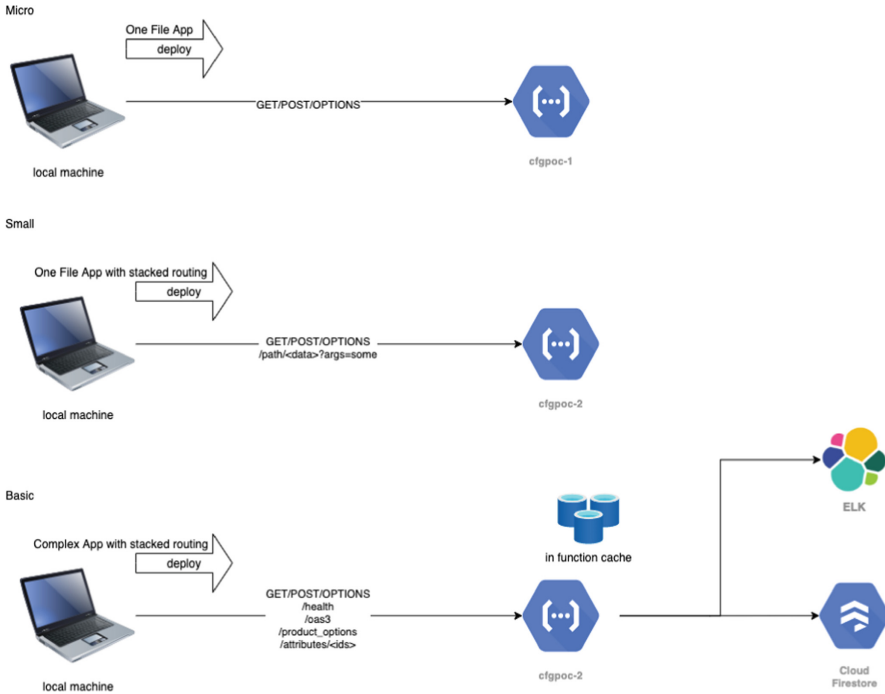 Micro
One File App
deploy
GET/POST/OPTIONS
local machine
cfgpoc-1
Small
One File App with stacked routing
deploy
GET/POST/OPTIONS
/path/<data>?args=some
local machine
cfgpoc-2
ELK
Basic
Complex App with stacked routing
deploy
in function cache
GET/POST/OPTIONS
/health
/oas3
/product_options
/attributes/<ids>
local machine
cfgpoc-2
Cloud
Firestore